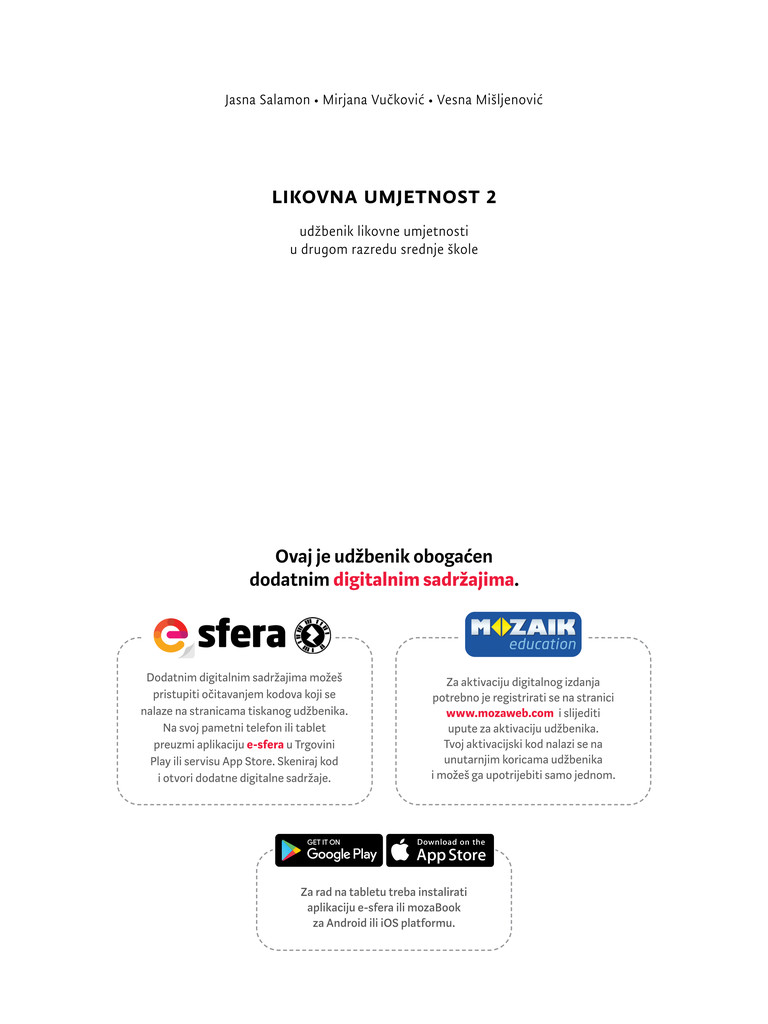 Jasna Salamon • Mirjana Vučković • Vesna Mišljenović
LIKOVNA UMJETNOST 2
udžbenik likovne umjetnosti
u drugom razredu srednje škole
Ovaj je udžbenik obogaćen
dodatnim digitalnim sadržajima.
e sfera
Dodatnim digitalnim sadržajima možeš
pristupiti očitavanjem kodova koji se
nalaze na stranicama tiskanog udžbenika.
Na svoj pametni telefon ili tablet
preuzmi aplikaciju e-sfera u Trgovini
Play ili servisu App Store. Skeniraj kod
i otvori dodatne digitalne sadržaje.
MOZAIK
education
Za aktivaciju digitalnog izdanja
potrebno je registrirati se na stranici
www.mozaweb.com i slijediti
upute za aktivaciju udžbenika.
Tvoj aktivacijski kod nalazi se na
unutarnjim koricama udžbenika
i možeš ga upotrijebiti samo jednom.
GET IT ON
Google Play
Download on the
App Store
Za rad na tabletu treba instalirati
aplikaciju e-sfera ili mozaBook
za Android ili iOS platformu.